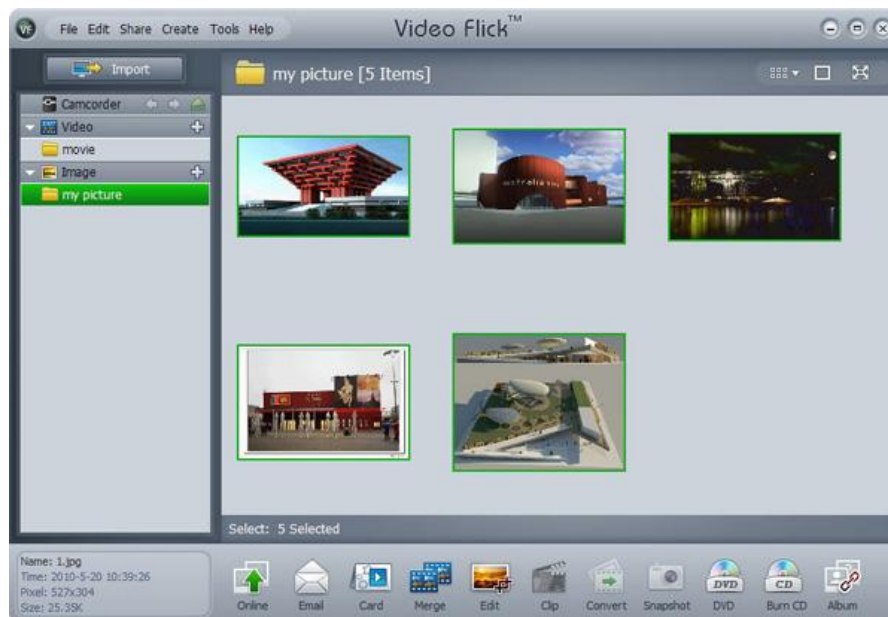 VF File Edit Share Create Tools Help Video Flick™
Import
my picture [5 Items]
Camcorder
Video
movie
Image
my picture
Select: 5 Selected
Name: 1.jpg
Time: 2010-5-20 10:39:26
Pixel: 527x304
Size: 25.35K
Online Email Card Merge Edit Clip Convert Snapshot DVD Burn CD Album
DVD
CD